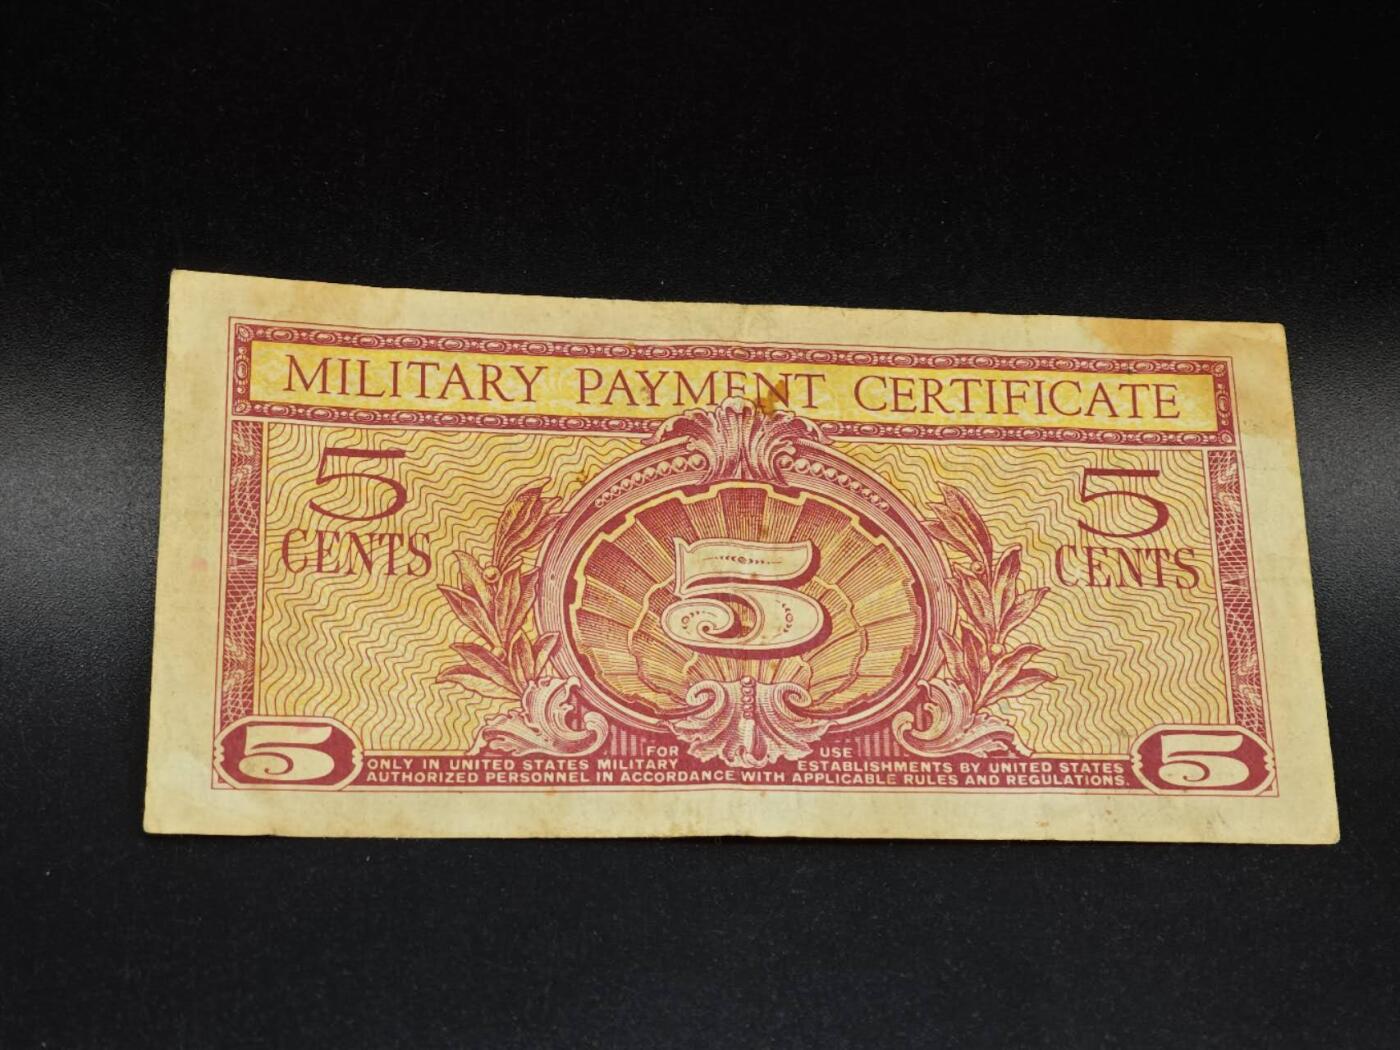 MILITARY PAYMENT CERTIFICATE
5 5
CENTS CENTS
5
5 5
FOR USE
ONLY IN UNITED STATES MILITARY ESTABLISHMENTS BY UNITED STATES
AUTHORIZED PERSONNEL IN ACCORDANCE WITH APPLICABLE RULES AND REGULATIONS.